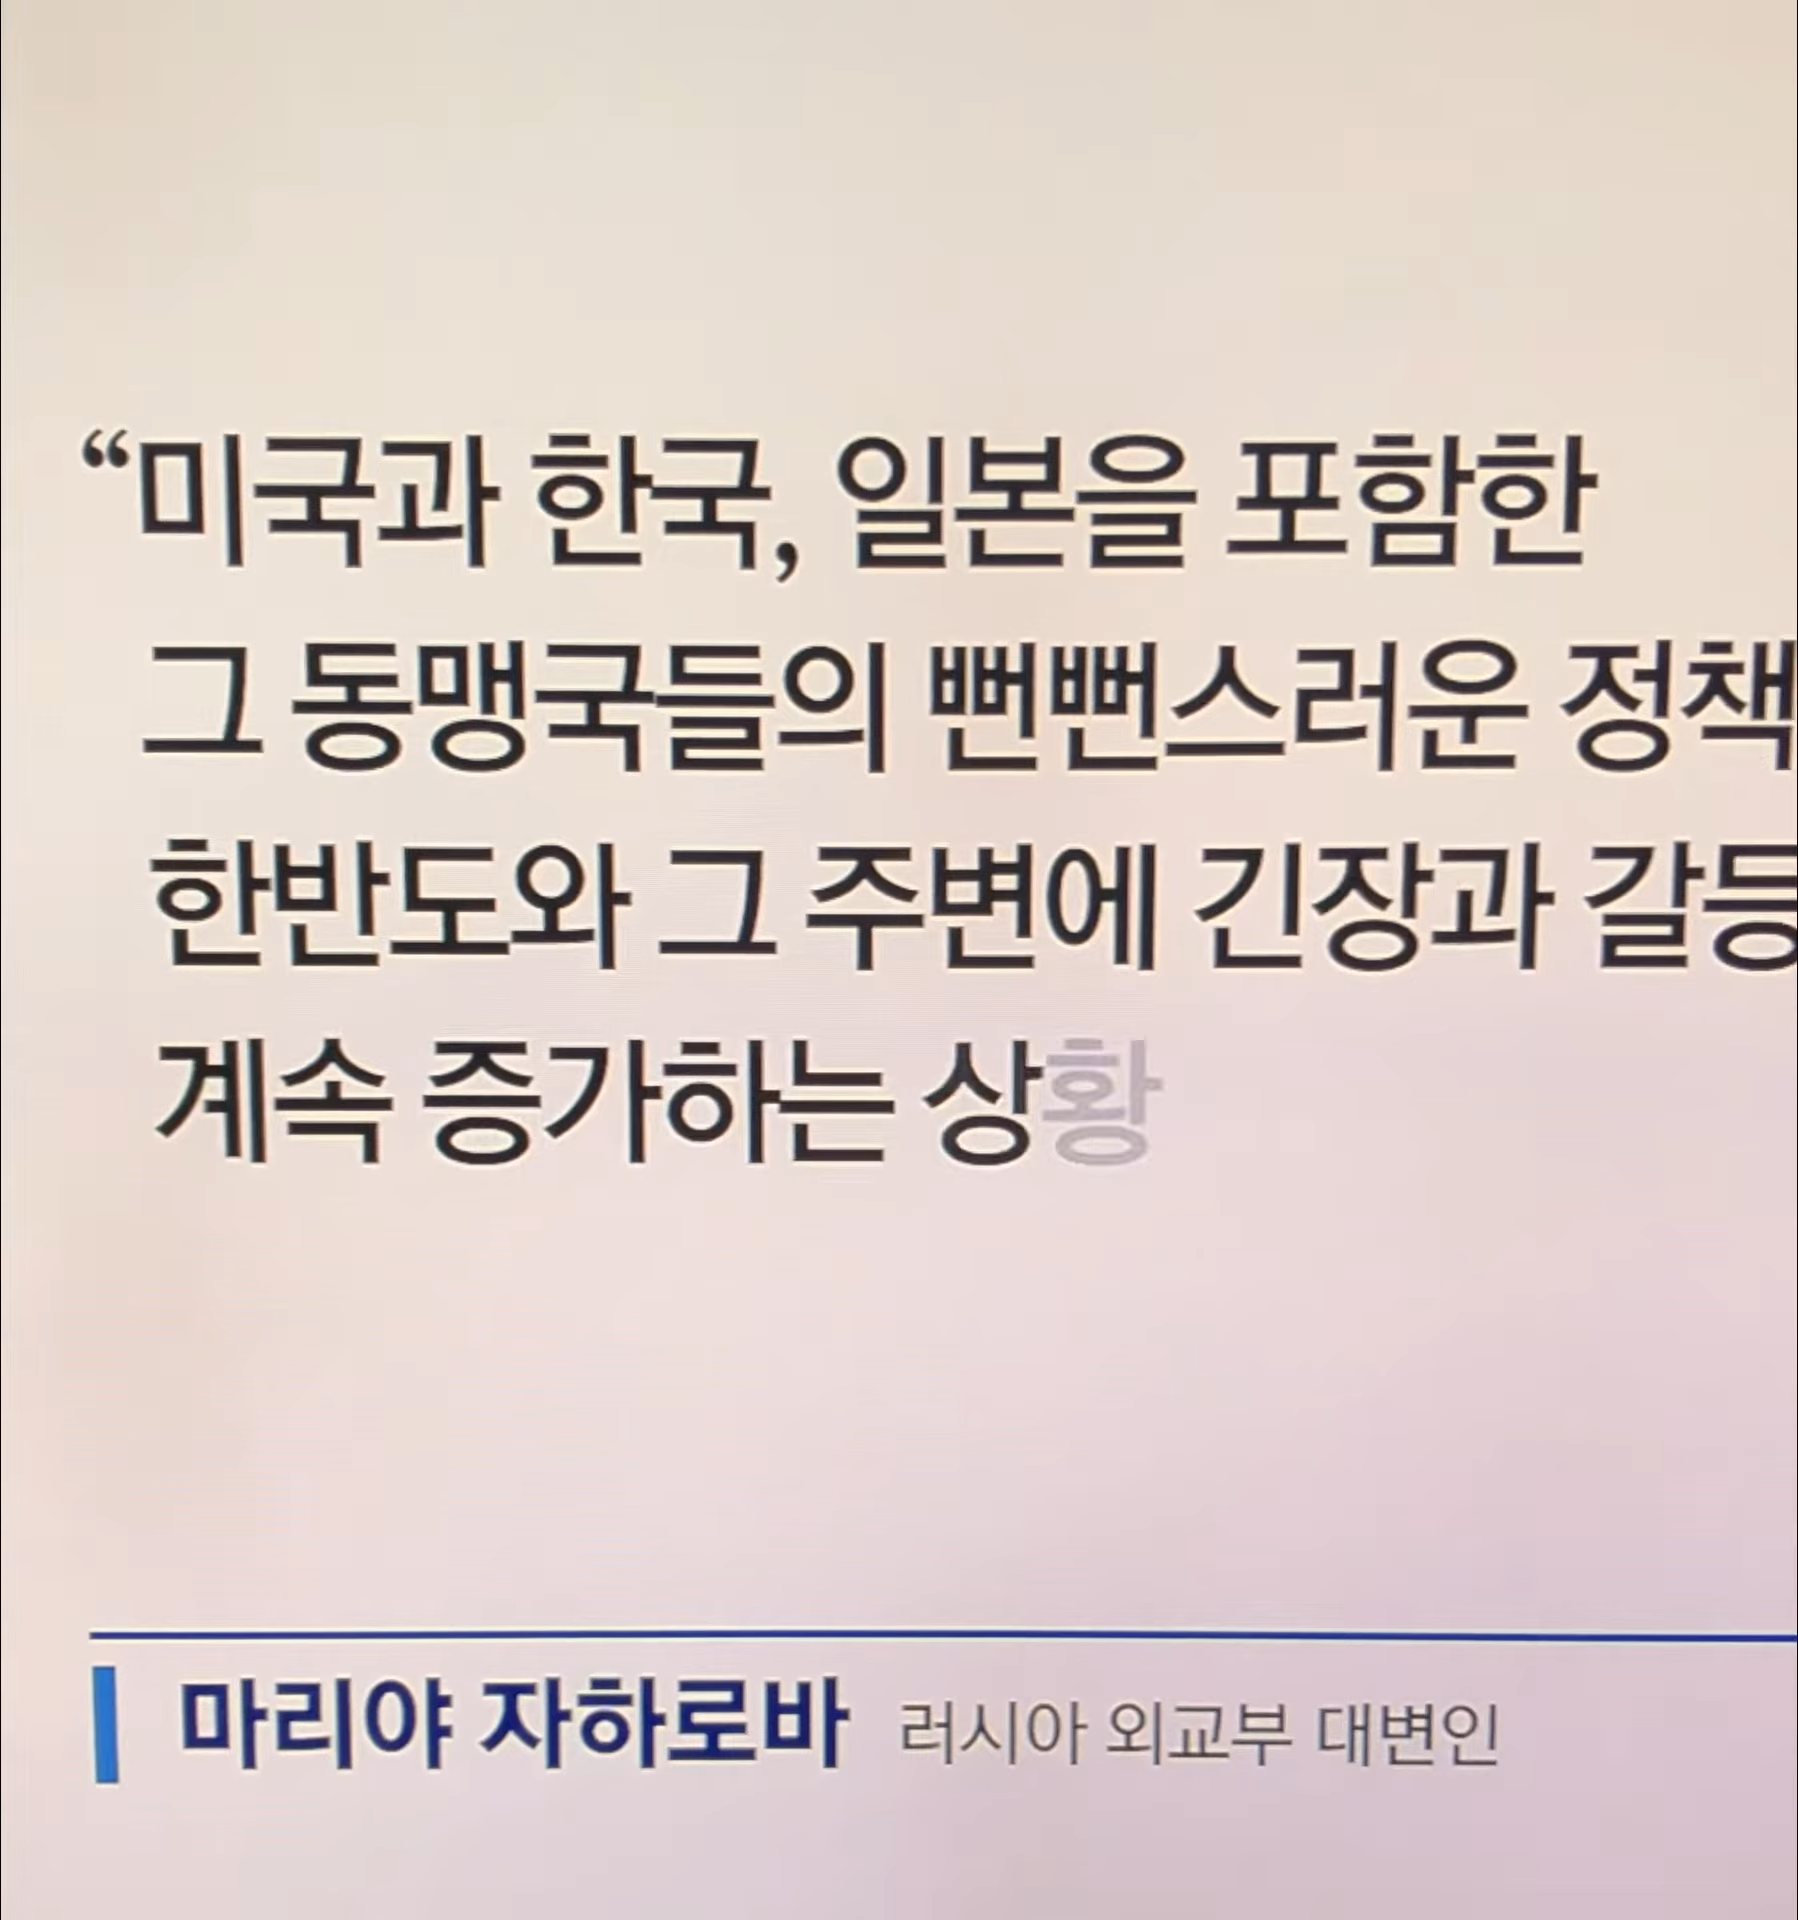 “미국과 한국, 일본을 포함한
그 동맹국들의 뻔뻔스러운 정책
한반도와 그 주변에 긴장과 갈등
계속 증가하는 상황
마리야 자하로바 러시아 외교부 대변인